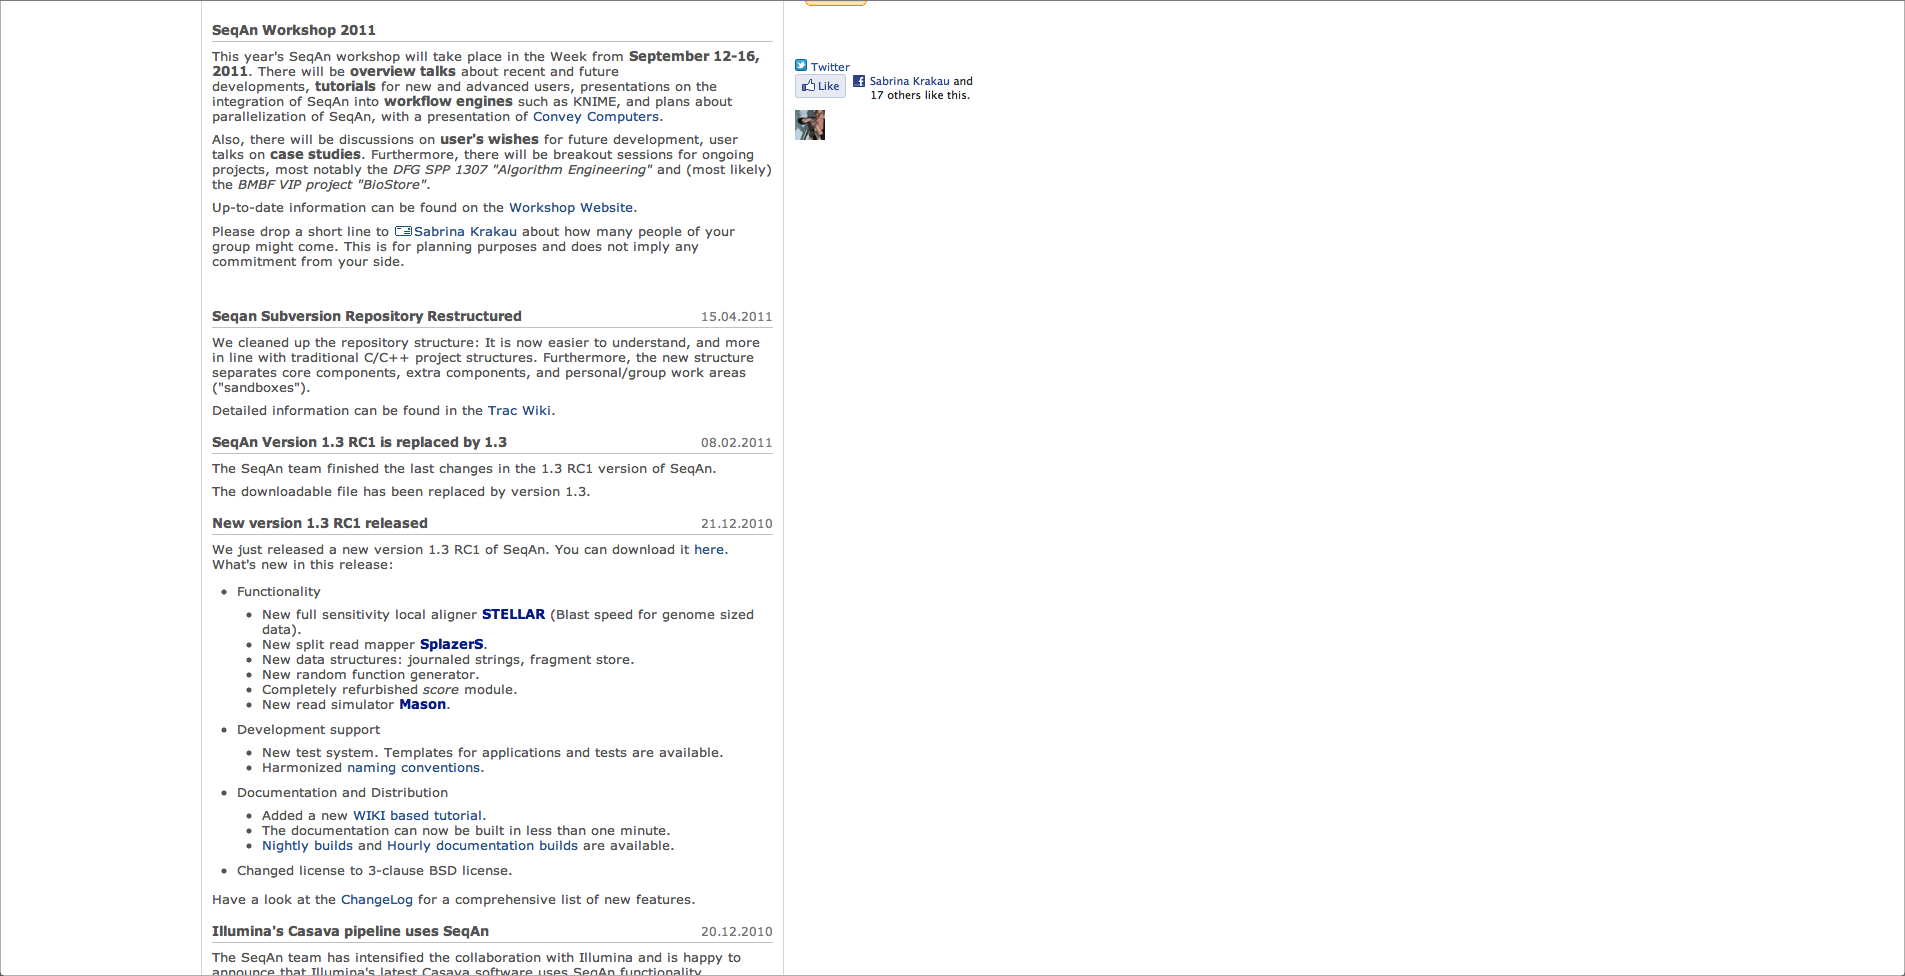 SeqAn Workshop 2011
This year's SeqAn workshop will take place in the Week from September 12-16,
2011. There will be overview talks about recent and future
developments, tutorials for new and advanced users, presentations on the
integration of SeqAn into workflow engines such as KNIME, and plans about
parallelization of SeqAn, with a presentation of Convey Computers.
Also, there will be discussions on user's wishes for future development, user
talks on case studies. Furthermore, there will be breakout sessions for ongoing
projects, most notably the DFG SPP 1307 "Algorithm Engineering" and (most likely)
the BMBF VIP project "BioStore".
Up-to-date information can be found on the Workshop Website.
Please drop a short line to Sabrina Krakau about how many people of your
group might come. This is for planning purposes and does not imply any
commitment from your side.
Seqan Subversion Repository Restructured 15.04.2011
We cleaned up the repository structure: It is now easier to understand, and more
in line with traditional C/C++ project structures. Furthermore, the new structure
separates core components, extra components, and personal/group work areas
("sandboxes").
Detailed information can be found in the Trac Wiki.
SeqAn Version 1.3 RC1 is replaced by 1.3 08.02.2011
The SeqAn team finished the last changes in the 1.3 RC1 version of SeqAn.
The downloadable file has been replaced by version 1.3.
New version 1.3 RC1 released 21.12.2010
We just released a new version 1.3 RC1 of SeqAn. You can download it here.
What's new in this release:
• Functionality
• New full sensitivity local aligner STELLAR (Blast speed for genome sized
data).
• New split read mapper SplazerS.
• New data structures: journaled strings, fragment store.
• New random function generator.
• Completely refurbished score module.
• New read simulator Mason.
• Development support
• New test system. Templates for applications and tests are available.
• Harmonized naming conventions.
• Documentation and Distribution
• Added a new WIKI based tutorial.
• The documentation can now be built in less than one minute.
• Nightly builds and Hourly documentation builds are available.
• Changed license to 3-clause BSD license.
Have a look at the ChangeLog for a comprehensive list of new features.
Illumina's Casava pipeline uses SeqAn 20.12.2010
The SeqAn team has intensified the collaboration with Illumina and is happy to
announce that Illumina's latest Casava software uses SeqAn functionality
Twitter
Like
Sabrina Krakau and
17 others like this.